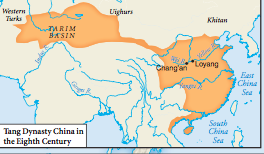 Western
Turks
Uighurs
Khitan
TARIM
BASIN
Chang'an
Loyang
East
China
Sea
South
China
Sea
Tang Dynasty China in
the Eighth Century